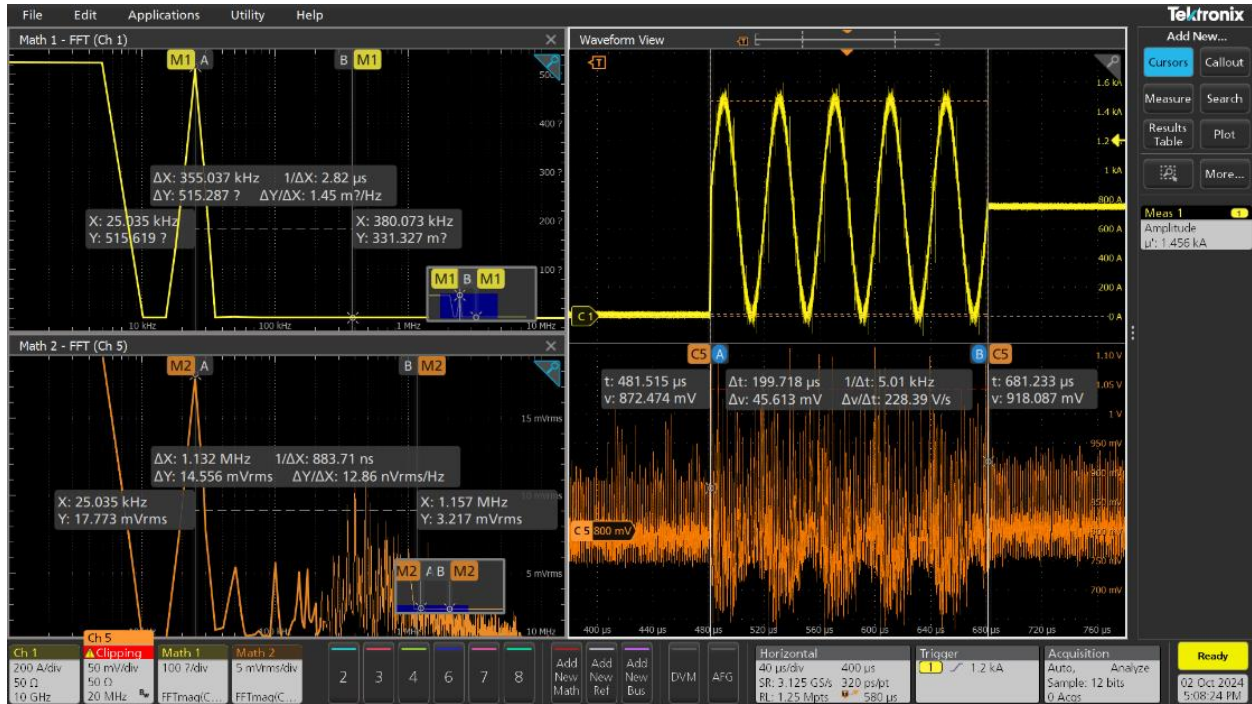 File Edit Applications Utility Help
Tektronix
Math 1 - FFT (Ch 1)
M1 A
B M1
400 ?
300 ?
200 ?
100 ?
ΔX: 355.037 kHz 1/ΔX: 2.82 µs
ΔY: 515.287 ? ΔY/ΔX: 1.45 m?/Hz
X: 25.035 kHz
Y: 515.619 ?
X: 380.073 kHz
Y: 331.327 m?
M1 B M1
10 kHz 100 kHz 1 MHz 10 MHz
Math 2 - FFT (Ch 5)
M2 A
B M2
15 mVrms
ΔX: 1.132 MHz 1/ΔX: 883.71 ns
ΔY: 14.556 mVrms ΔY/ΔX: 12.86 nVrms/Hz
X: 25.035 kHz
Y: 17.773 mVrms
X: 1.157 MHz
Y: 3.217 mVrms
M2 A B M2
5 mVrms
10 MHz
Waveform View
T
T
1.6 kA
1.4 kA
1.2
1 kA
800 A
600 A
400 A
200 A
0 A
C 1
C5 A
B C5
t: 481.515 µs
v: 872.474 mV
Δt: 199.718 µs 1/Δt: 5.01 kHz
Δv: 45.613 mV Δv/Δt: 228.39 V/s
t: 681.233 µs
v: 918.087 mV
1.10 V
1.05 V
1 V
950 mV
750 mV
700 mV
C 5 800 mV
400 µs 440 µs 480 µs 520 µs 560 µs 600 µs 640 µs 680 µs 720 µs 760 µs
Add New...
Cursors Callout
Measure Search
Results Table Plot
More...
Meas 1 1
Amplitude
µ': 1.456 kA
Ch 1
200 A/div
50 Ω
10 GHz
Ch 5
Clipping
50 mV/div
50 Ω
20 MHz
Math 1
100 ?/div
FFTmag(C...
Math 2
5 mVrms/div
FFTmag(C...
2 3 4 6 7 8
Add New Math
Add New Ref
Add New Bus
DVM AFG
Horizontal
40 µs/div 400 µs
SR: 3.125 GS/s 320 ps/pt
RL: 1.25 Mpts 580 µs
Trigger
1 1.2 kA
Acquisition
Auto, Analyze
Sample: 12 bits
0 Acqs
Ready
02 Oct 2024
5:08:24 PM